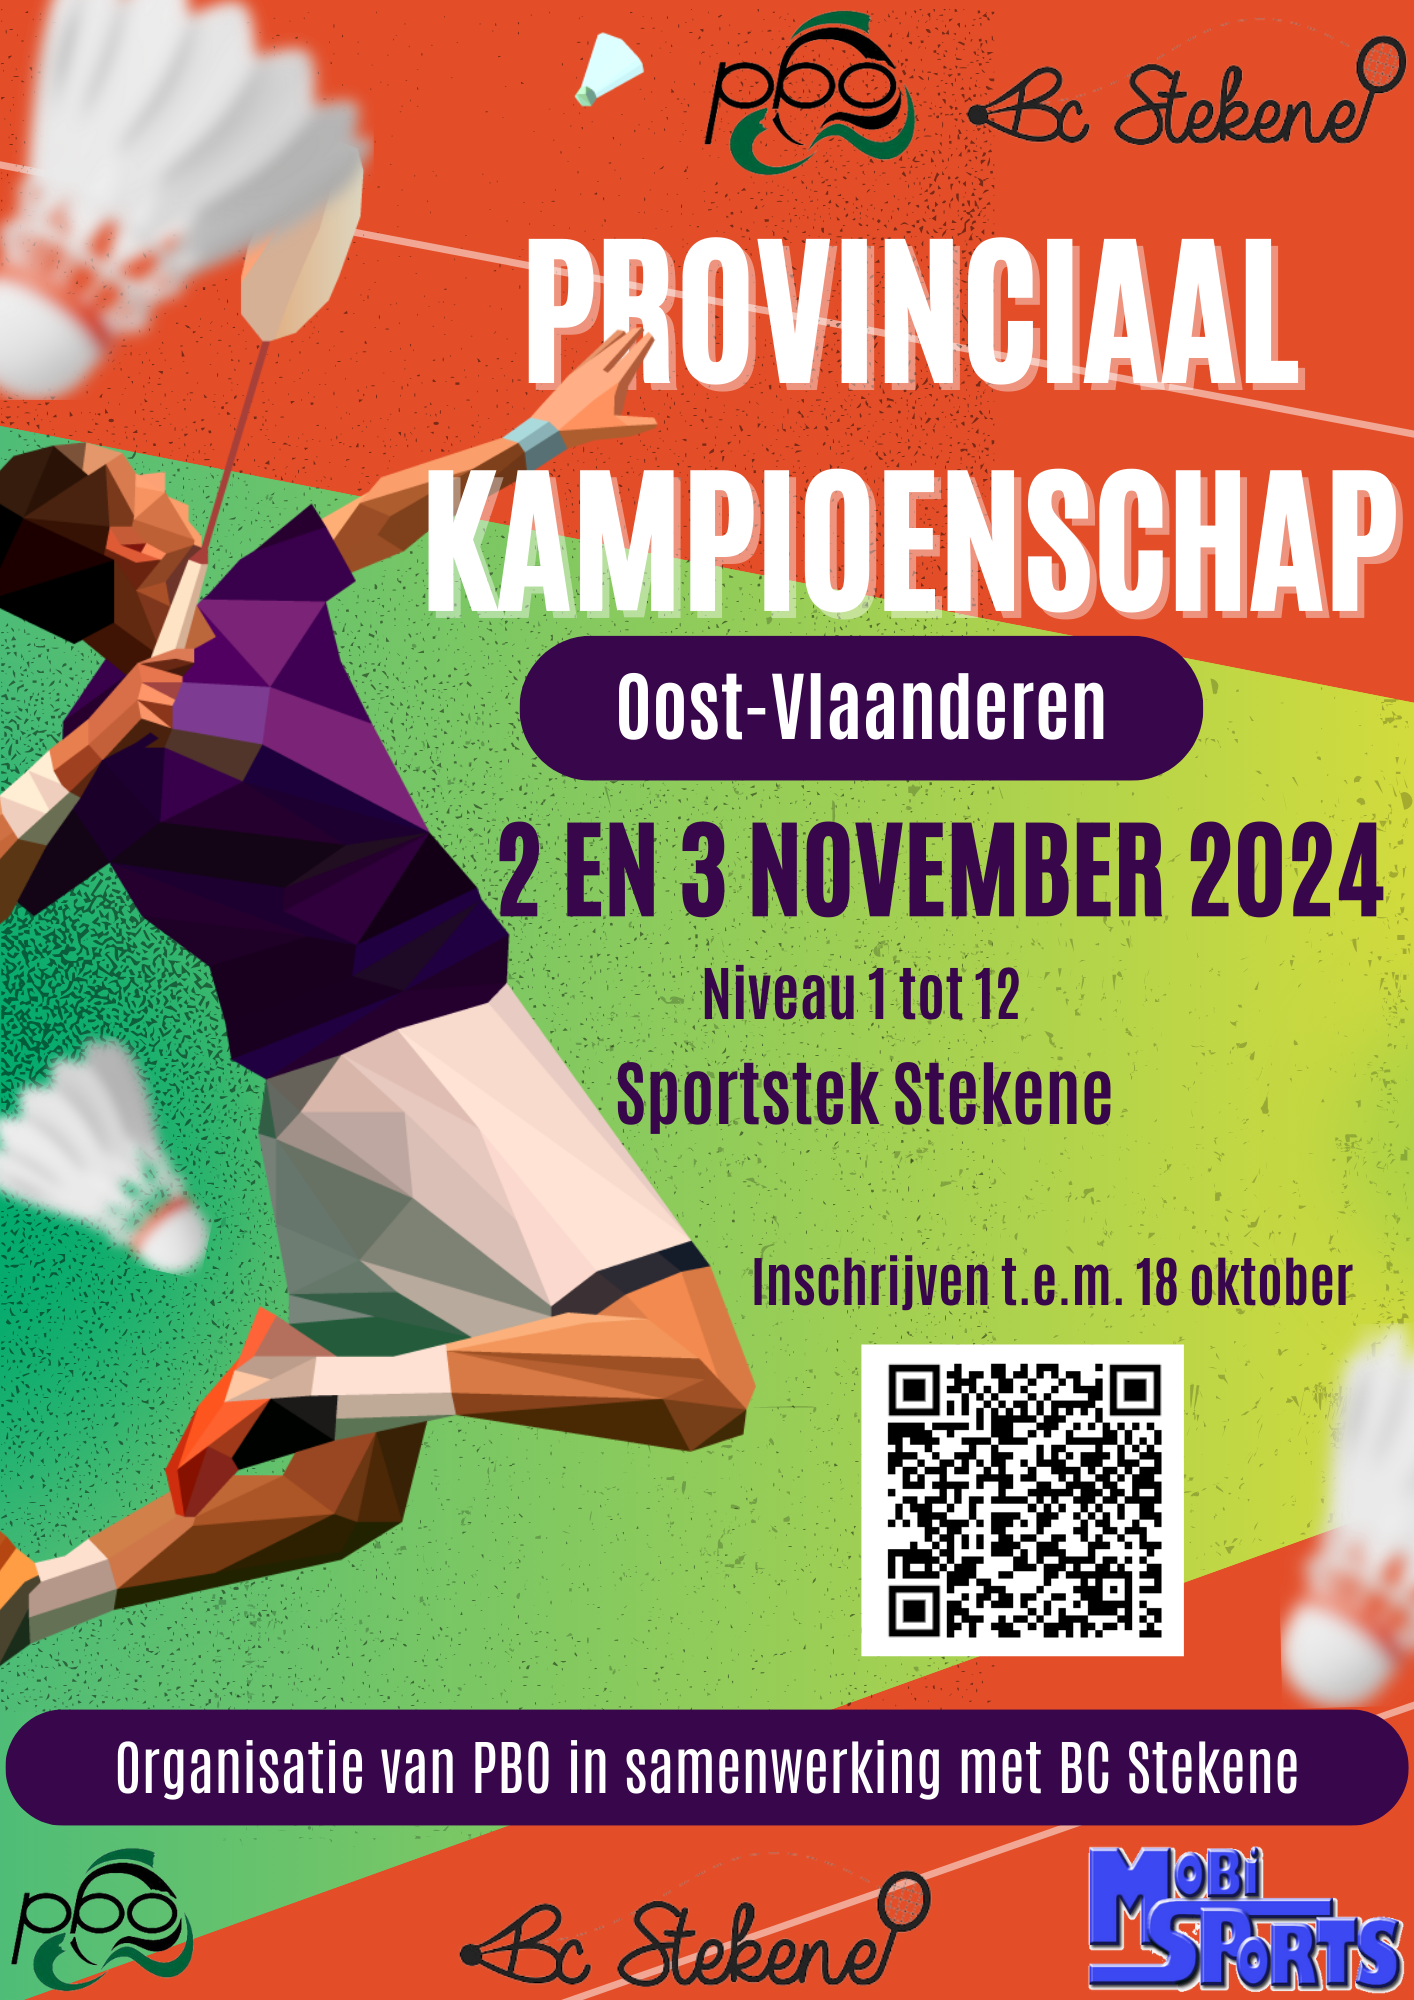 pbo
Bc Stekene
PROVINCIAAL
KAMPIOENSCHAP
Oost-Vlaanderen
2 EN 3 NOVEMBER 2024
Niveau 1 tot 12
Sportstek Stekene
Inschrijven t.e.m. 18 oktober
Organisatie van PBO in samenwerking met BC Stekene
pbo
Bc Stekene
MOBi
SPORTS